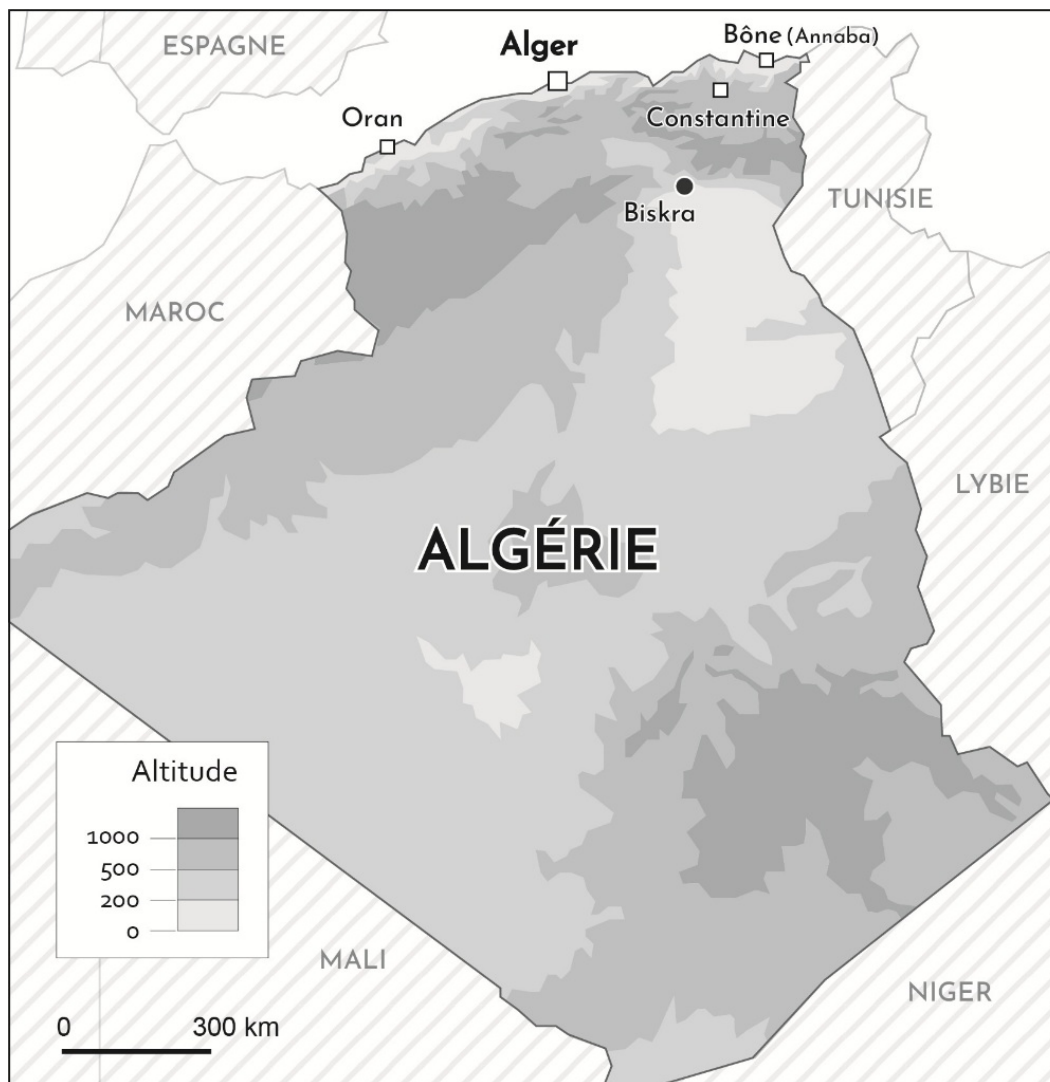 ESPAGNE
Alger
Bône (Annaba)
Oran
Constantine
Biskra
TUNISIE
MAROC
LYBIE
ALGÉRIE
Altitude
1000
500
200
0
MALI
NIGER
0 300 km